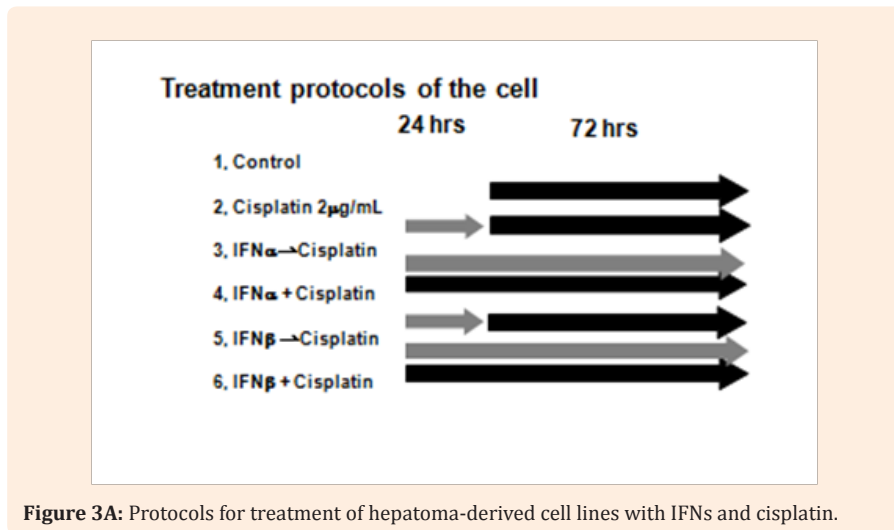 Treatment protocols of the cell
24 hrs 72 hrs
1, Control
2, Cisplatin 2μg/mL
3, IFNα→Cisplatin
4, IFNα + Cisplatin
5, IFNβ→Cisplatin
6, IFNβ + Cisplatin
Figure 3A: Protocols for treatment of hepatoma-derived cell lines with IFNs and cisplatin.